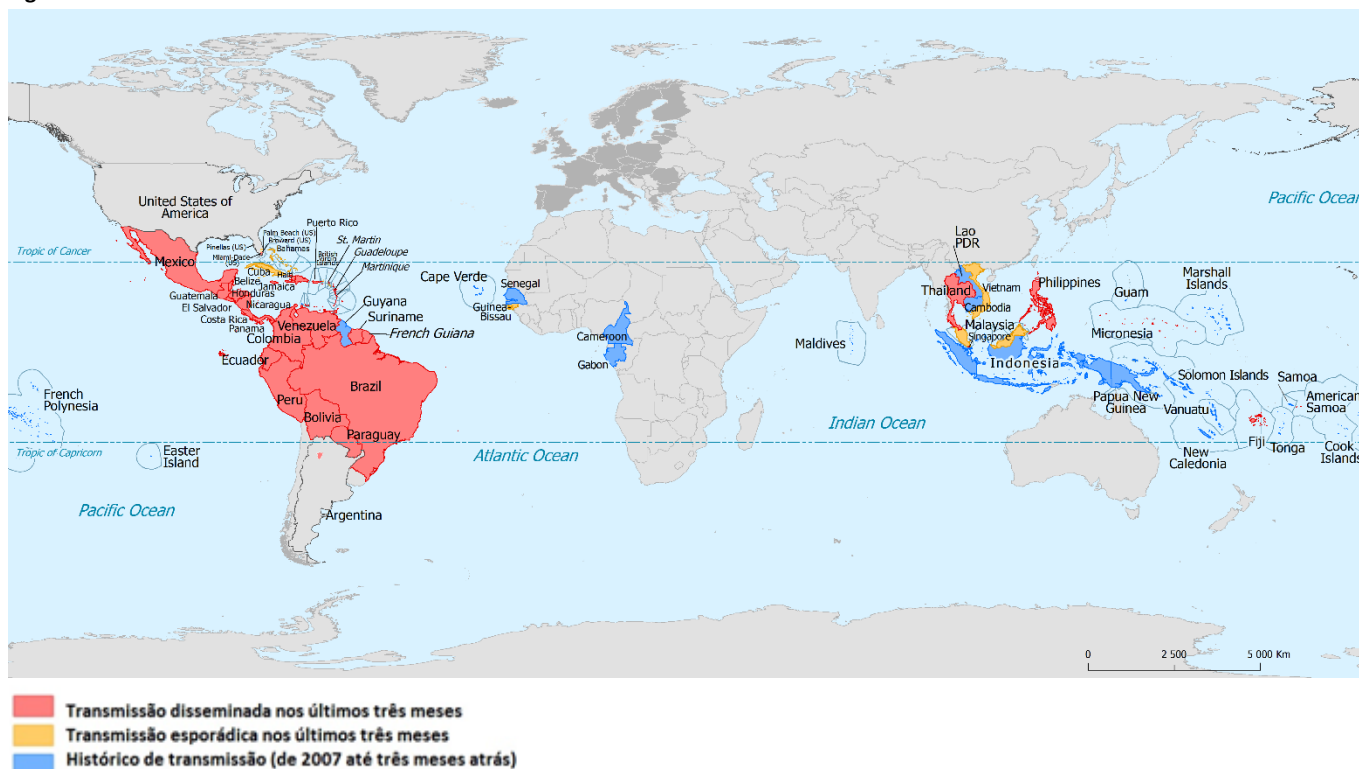 United States of
America
Pacific Ocean
Puerto Rico
Palm Beach (US)
Broward (US)
Pinellas (US)
Bahamas
Miami-Dade
(US)
St. Martin
Guadeloupe
Martinique
Tropic of Cancer
Mexico
Cuba
Haiti
Belize
Jamaica
Honduras
Guatemala
Nicaragua
El Salvador
Costa Rica
Panama
Venezuela
Colombia
Guyana
Suriname
French Guiana
Ecuador
Brazil
Peru
Bolivia
Paraguay
Cape Verde
Senegal
Guinea-
Bissau
Cameroon
Gabon
Maldives
Lao
PDR
Thailand
Vietnam
Cambodia
Philippines
Malaysia
Singapore
Indonesia
Guam
Marshall
Islands
Micronesia
Solomon Islands
Samoa
Papua New
Guinea
Vanuatu
American
Samoa
Fiji
Tonga
Cook
Islands
New
Caledonia
French
Polynesia
Tropic of Capricorn
Easter
Island
Atlantic Ocean
Indian Ocean
Pacific Ocean
Argentina
0 2 500 5 000 Km
Transmissão disseminada nos últimos três meses
Transmissão esporádica nos últimos três meses
Histórico de transmissão (de 2007 até três meses atrás)